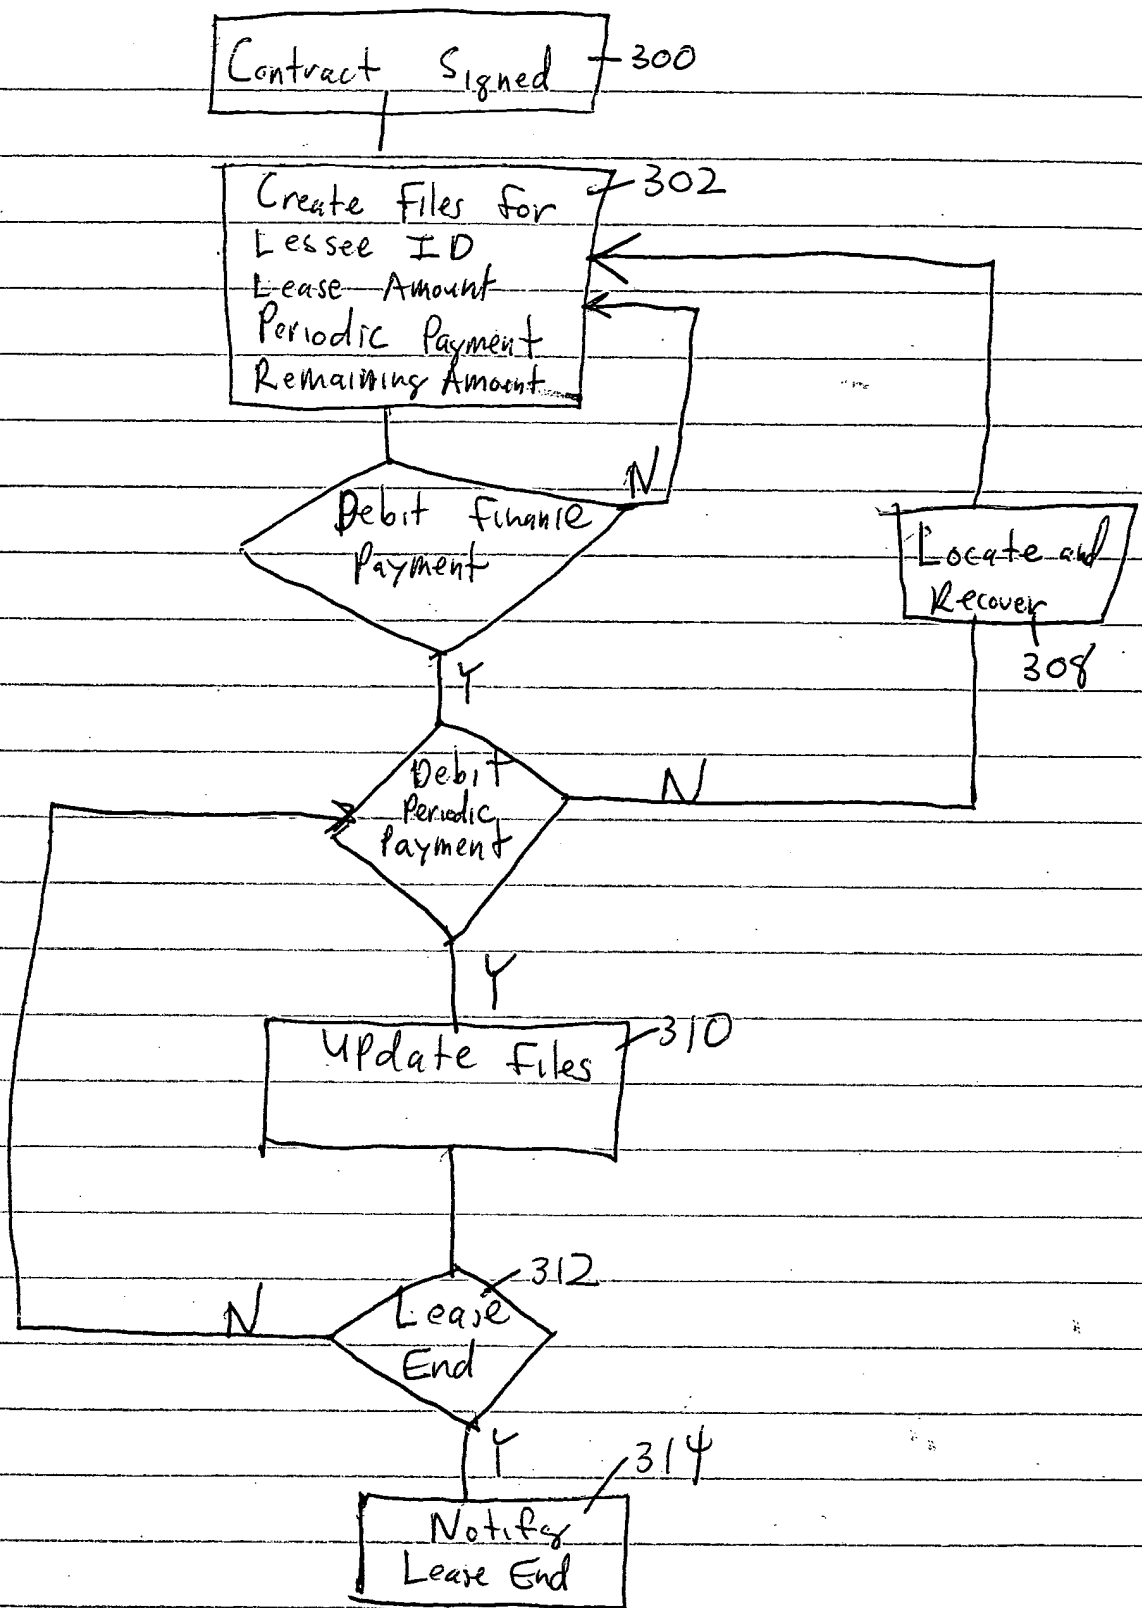 Contract Signed 300
302
Create Files for
Lessee ID
Lease Amount
Periodic Payment
Remaining Amount
N
Debit Finance
Payment
Locate and
Recover
308
Y
Debit
Periodic
Payment
N
Y
310
Update Files
312
Lease
End
N
Y
314
Notify
Lease End